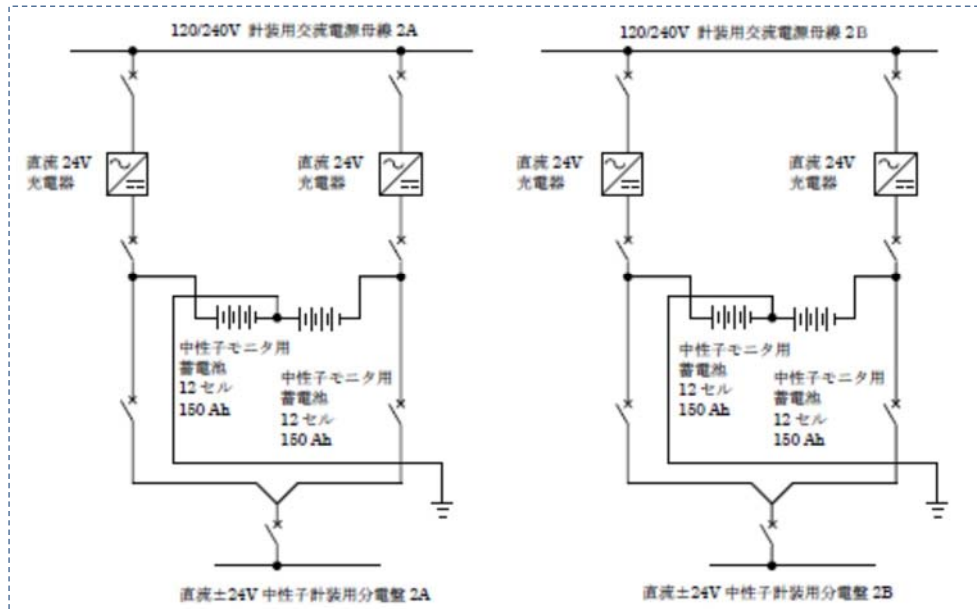 120/240V 計装用交流電源母線 2A
120/240V 計装用交流電源母線 2B
直流 24V
充電器
直流 24V
充電器
直流 24V
充電器
直流 24V
充電器
中性子モニタ用
蓄電池
12 セル
150 Ah
中性子モニタ用
蓄電池
12 セル
150 Ah
中性子モニタ用
蓄電池
12 セル
150 Ah
中性子モニタ用
蓄電池
12 セル
150 Ah
直流±24V 中性子計装用分電盤 2A
直流±24V 中性子計装用分電盤 2B